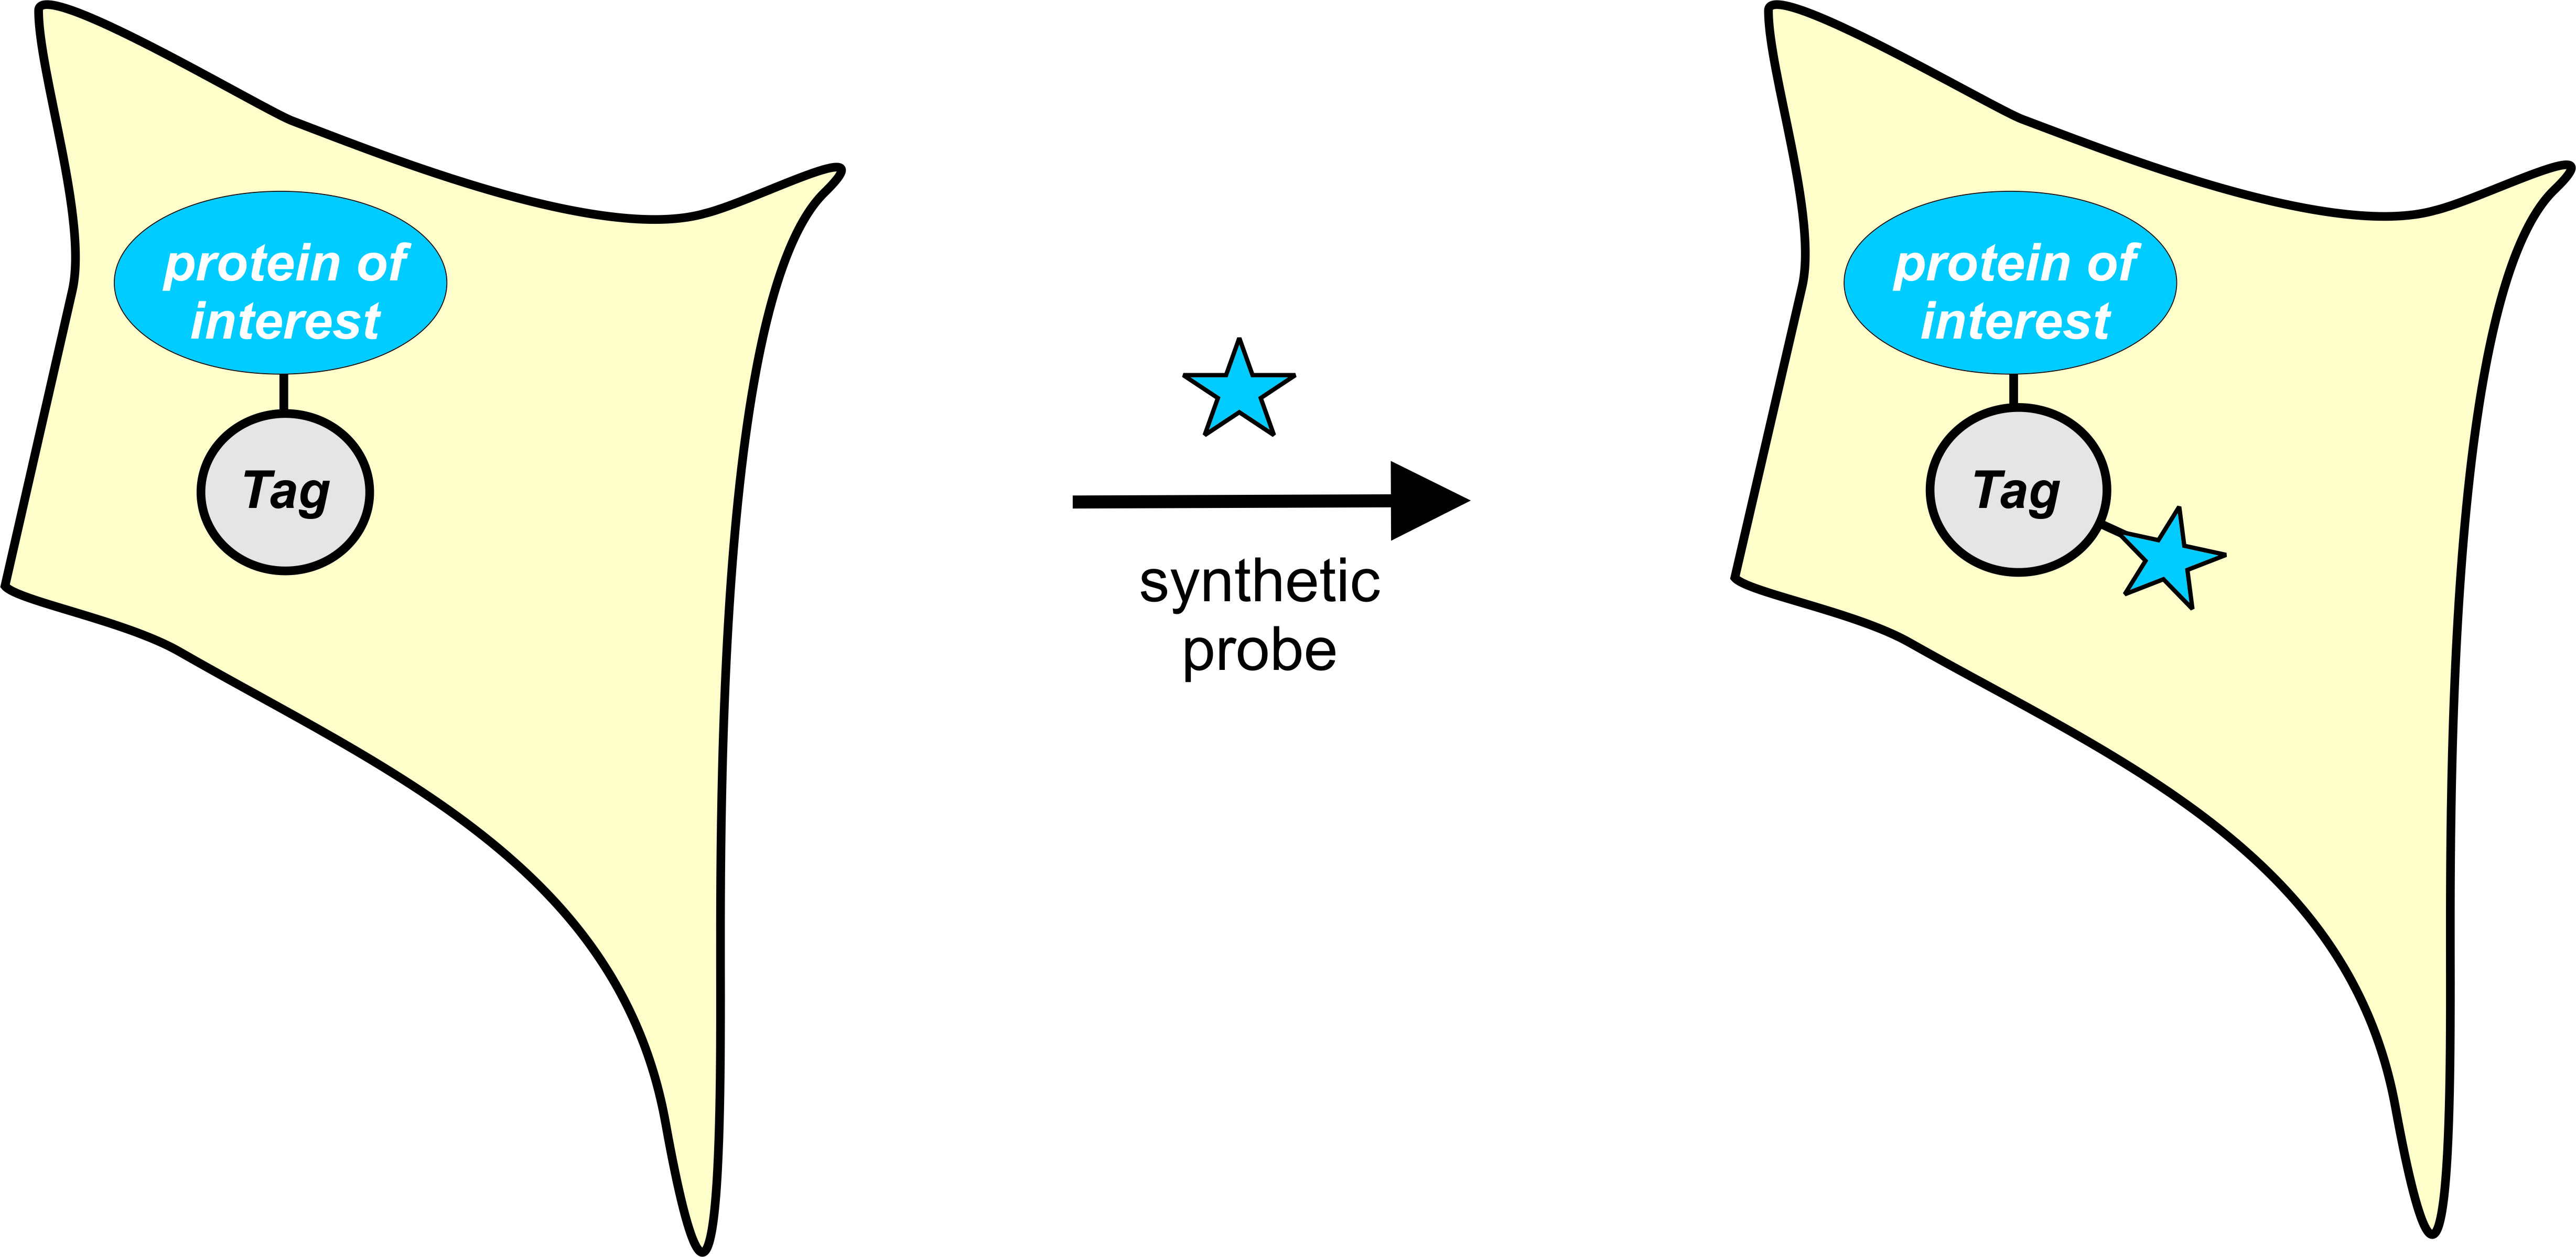 protein of
interest
Tag
synthetic
probe
protein of
interest
Tag